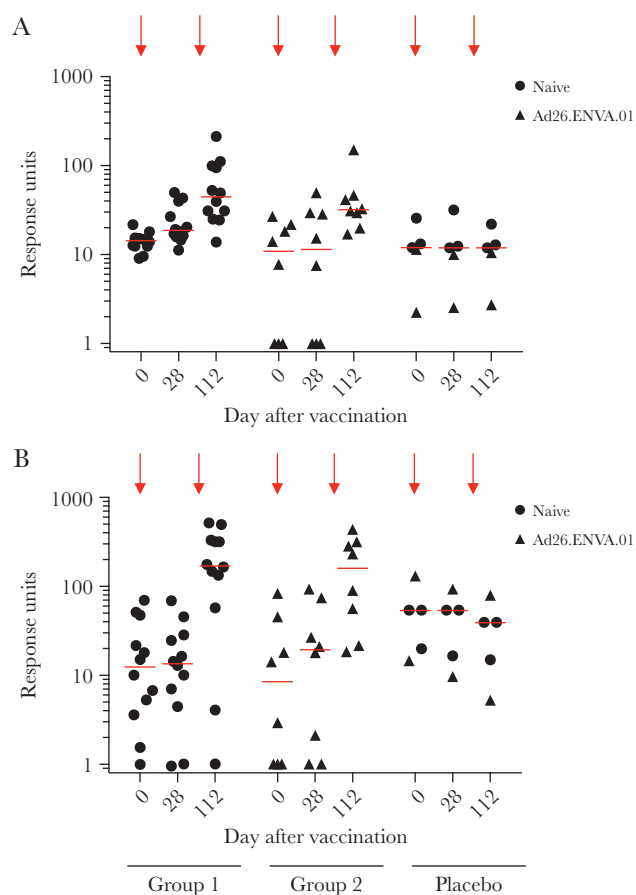 A
1000
100
10
1
Response units
Naive
Ad26.ENVA.01
0 28 112 0 28 112 0 28 112
Day after vaccination
B
1000
100
10
1
Response units
Naive
Ad26.ENVA.01
0 28 112 0 28 112 0 28 112
Day after vaccination
Group 1 Group 2 Placebo